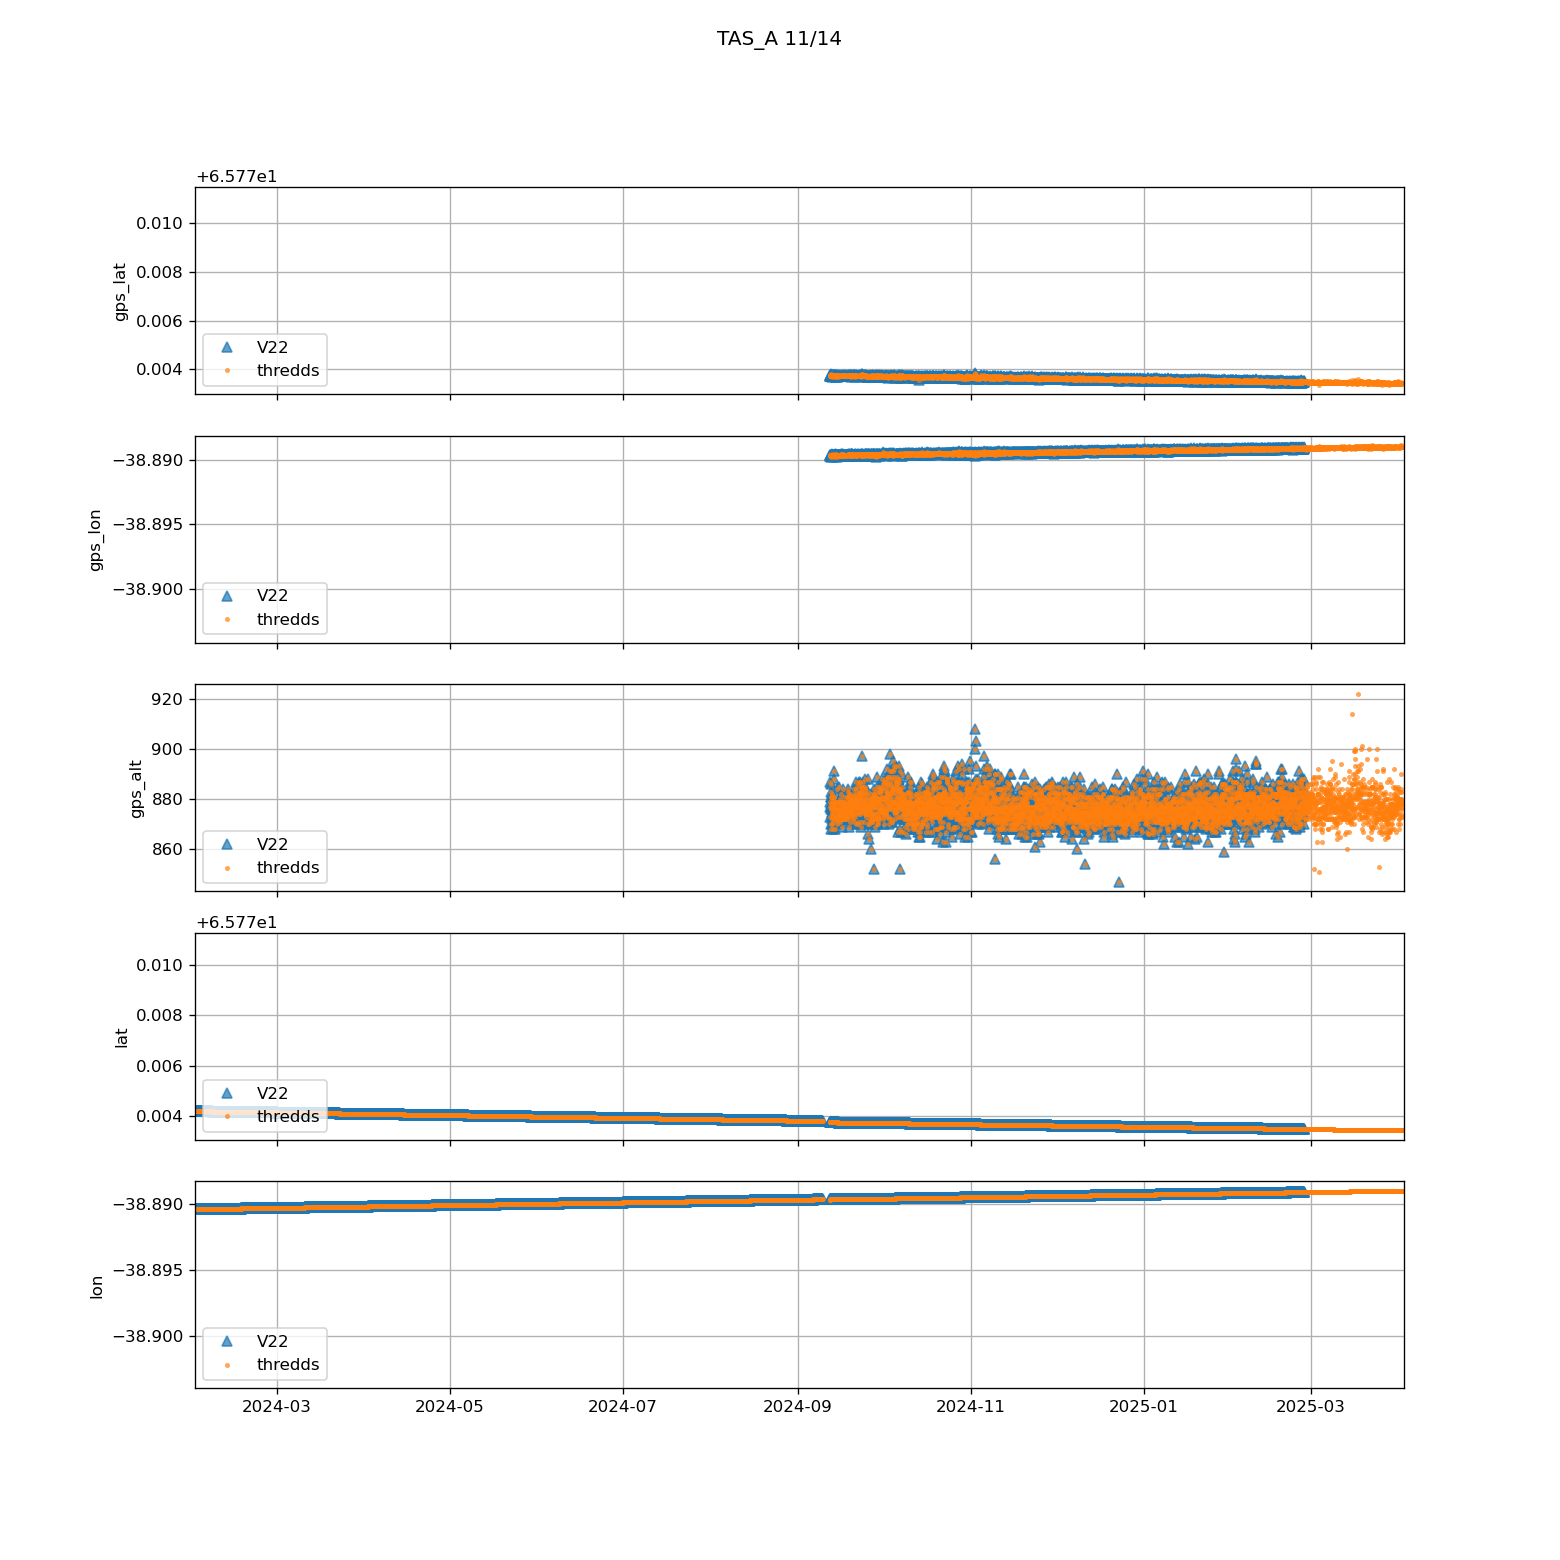 TAS_A 11/14
+6.577e1
0.010
0.008
0.006
0.004
gps_lat
V22
thredds
−38.890
−38.895
−38.900
gps_lon
V22
thredds
920
900
880
860
gps_alt
V22
thredds
+6.577e1
0.010
0.008
0.006
0.004
lat
V22
thredds
−38.890
−38.895
−38.900
lon
V22
thredds
2024-03 2024-05 2024-07 2024-09 2024-11 2025-01 2025-03